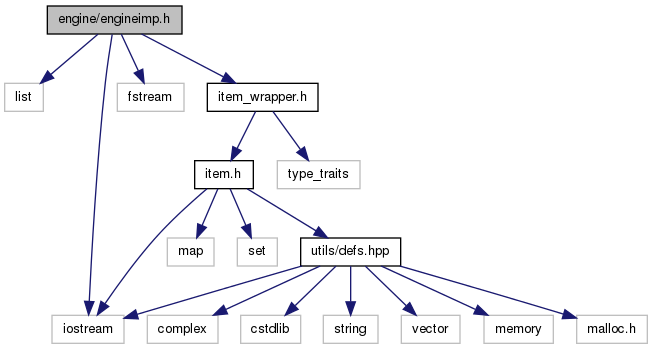 engine/engineimp.h
list
fstream
item_wrapper.h
item.h
type_traits
map
set
utils/defs.hpp
iostream
complex
cstdlib
string
vector
memory
malloc.h